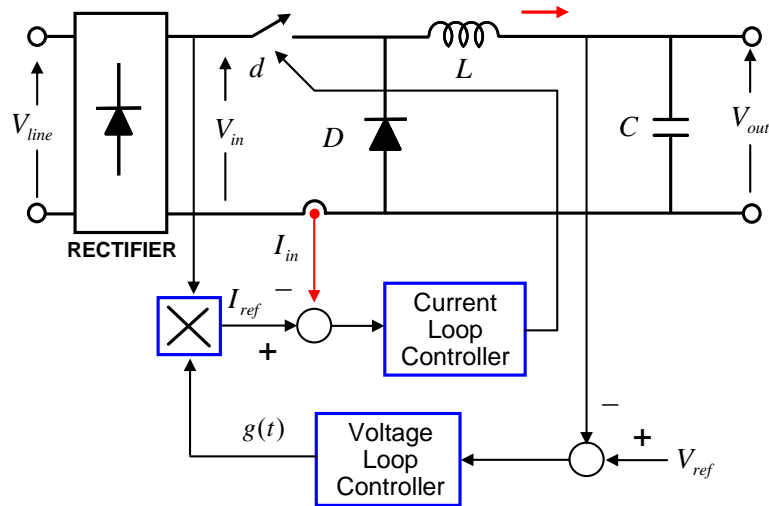 d
L
V_line
V_in
D
C
V_out
RECTIFIER
I_in
−
I_ref
+
Current
Loop
Controller
−
g(t)
Voltage
Loop
Controller
+
V_ref